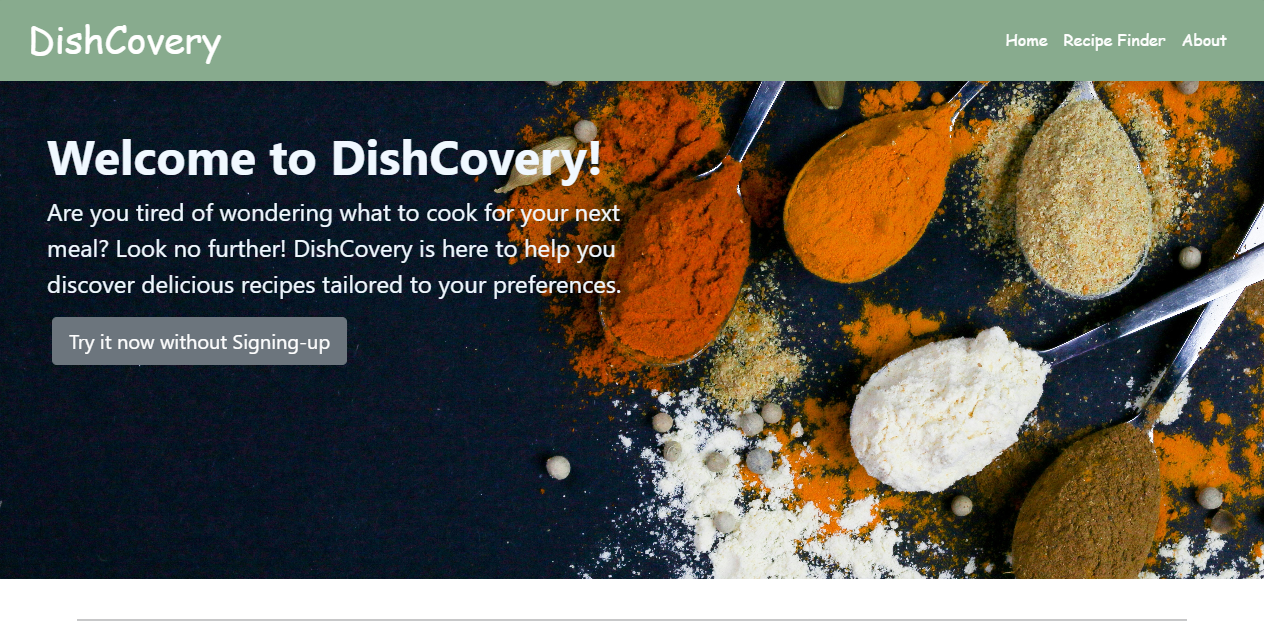 DishCovery
Home Recipe Finder About
Welcome to DishCovery!
Are you tired of wondering what to cook for your next
meal? Look no further! DishCovery is here to help you
discover delicious recipes tailored to your preferences.
Try it now without Signing-up